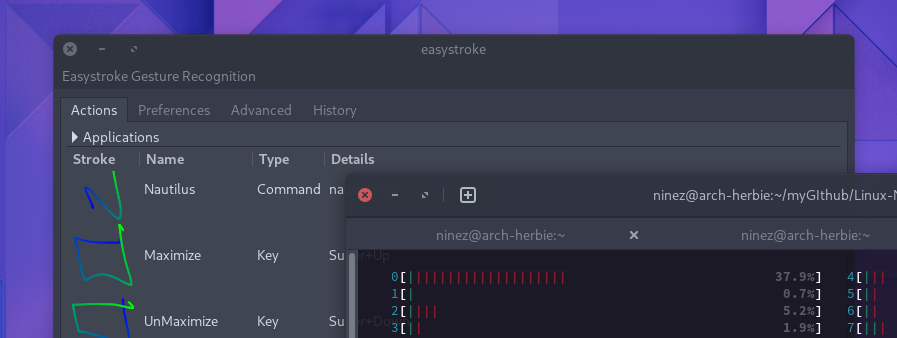 easystroke
Easystroke Gesture Recognition
Actions Preferences Advanced History
Applications
Stroke Name Type Details
Nautilus Command na
Maximize Key Super+Up
UnMaximize Key Super+Down
ninez@arch-herbie:~/myGIthub/Linux-
ninez@arch-herbie:~ ninez@arch-herbie:~
0[|||||||||||||||||||| 37.9%] 4[|||
1[| 0.7%] 5[||
2[|||| 5.2%] 6[||
3[|| 1.9%] 7[|||